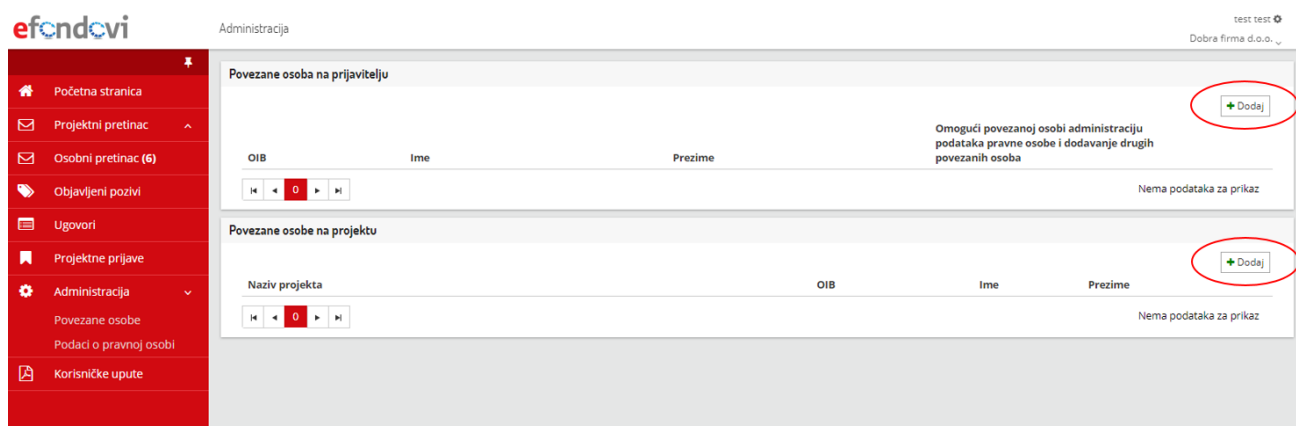 efondovi
Administracija
test test
Dobra firma d.o.o.
Početna stranica
Projektni pretinac
Osobni pretinac (6)
Objavljeni pozivi
Ugovori
Projektne prijave
Administracija
Povezane osobe
Podaci o pravnoj osobi
Korisničke upute
Povezane osoba na prijavitelju
Dodaj
OIB
Ime
Prezime
Omogući povezanoj osobi administraciju
podataka pravne osobe i dodavanje drugih
povezanih osoba
0
Nema podataka za prikaz
Povezane osobe na projektu
Dodaj
Naziv projekta
OIB
Ime
Prezime
0
Nema podataka za prikaz